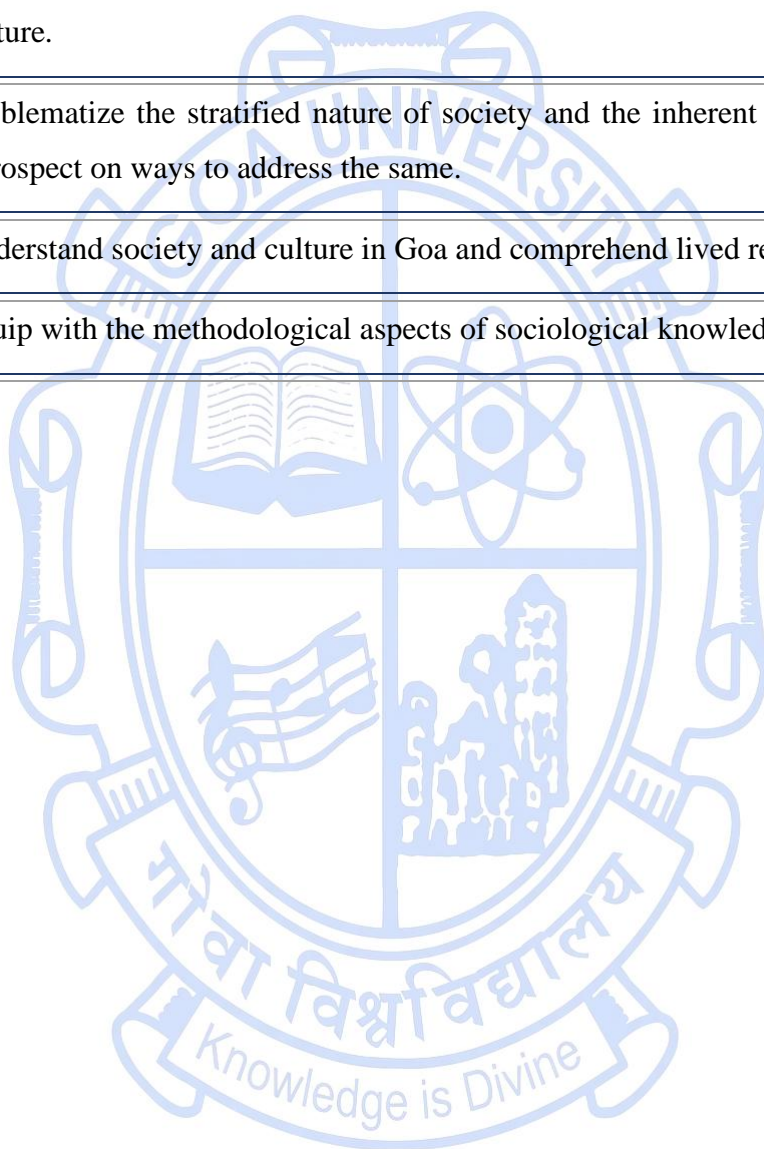 ture.
blematize the stratified nature of society and the inherent
rospect on ways to address the same.
derstand society and culture in Goa and comprehend lived re
uip with the methodological aspects of sociological knowled
GOA UNIVERSITY
गोंवा विश्वविद्यालय
Knowledge is Divine